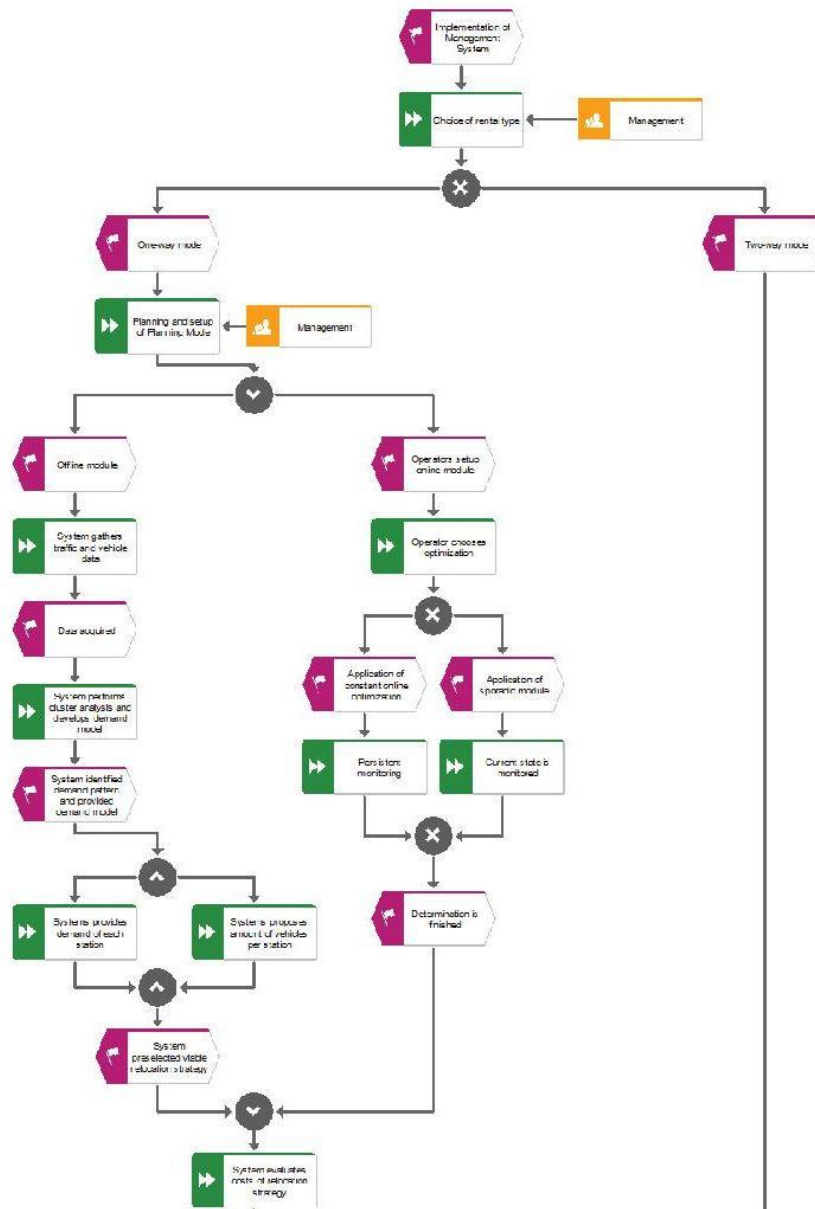 Implementation of
Management
System
Choice of rental type
Management
One-way mode
Two-way mode
Planning and setup
of Planning Mode
Management
Offline module
Operators setup
online module
System gathers
traffic and vehicle
data
Operator chooses
optimization
Data acquired
Application of
constant online
optimization
Application of
sporadic module
System performs
cluster analysis and
develops demand
model
Persistent
monitoring
Current state is
monitored
System identified
demand pattern
and provided
demand model
Systems provides
demand of each
station
Systems proposes
amount of vehicles
per station
Determination is
finished
System
preselected viable
relocation strategy
System evaluates
costs of relocation
strategy